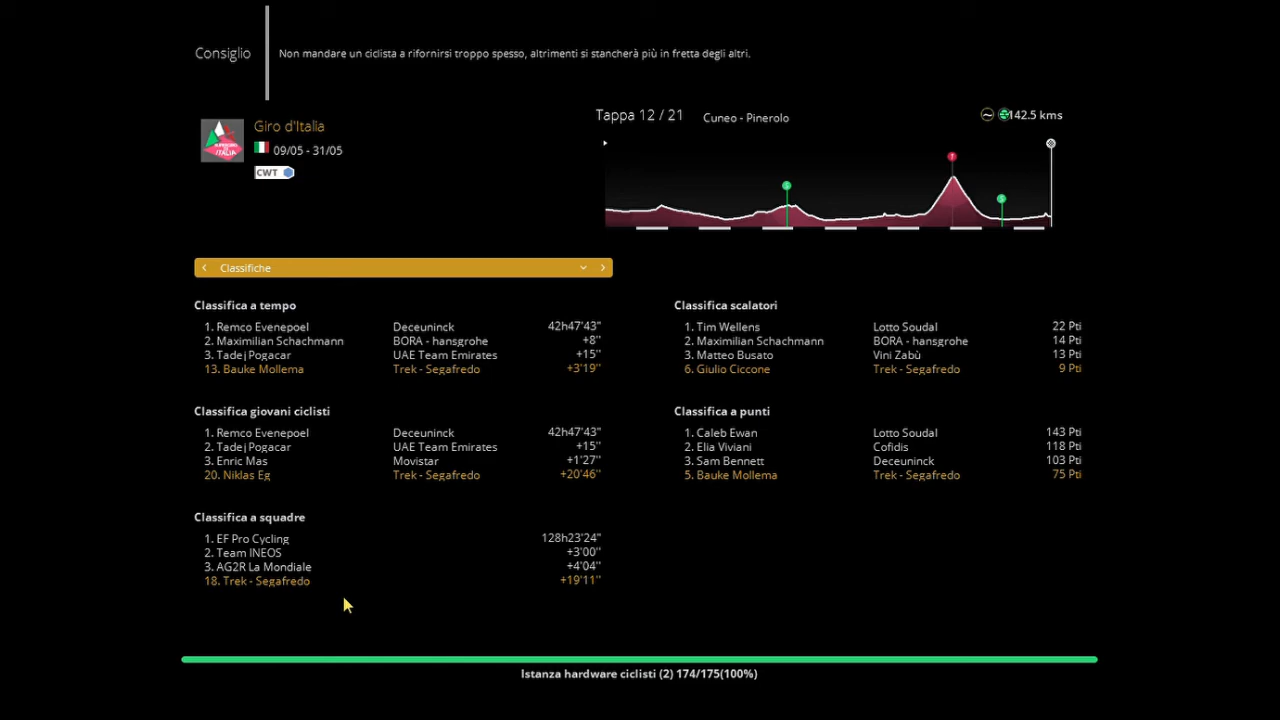 Consiglio
Non mandare un ciclista a rifornirsi troppo spesso, altrimenti si stancherà più in fretta degli altri.
Giro d'Italia
09/05 - 31/05
CWT
Tappa 12 / 21 Cuneo - Pinerolo 142.5 kms
Classifiche
Classifica a tempo
1. Remco Evenepoel Deceuninck 42h47'43''
2. Maximilian Schachmann BORA - hansgrohe +8''
3. Tadej Pogacar UAE Team Emirates +15''
13. Bauke Mollema Trek - Segafredo +3'19''
Classifica scalatori
1. Tim Wellens Lotto Soudal 22 Pti
2. Maximilian Schachmann BORA - hansgrohe 14 Pti
3. Matteo Busato Vini Zabù 13 Pti
6. Giulio Ciccone Trek - Segafredo 9 Pti
Classifica giovani ciclisti
1. Remco Evenepoel Deceuninck 42h47'43''
2. Tadej Pogacar UAE Team Emirates +15''
3. Enric Mas Movistar +1'27''
20. Niklas Eg Trek - Segafredo +20'46''
Classifica a punti
1. Caleb Ewan Lotto Soudal 143 Pti
2. Elia Viviani Cofidis 118 Pti
3. Sam Bennett Deceuninck 103 Pti
5. Bauke Mollema Trek - Segafredo 75 Pti
Classifica a squadre
1. EF Pro Cycling 128h23'24''
2. Team INEOS +3'00''
3. AG2R La Mondiale +4'04''
18. Trek - Segafredo +19'11''
Istanza hardware ciclisti (2) 174/175(100%)